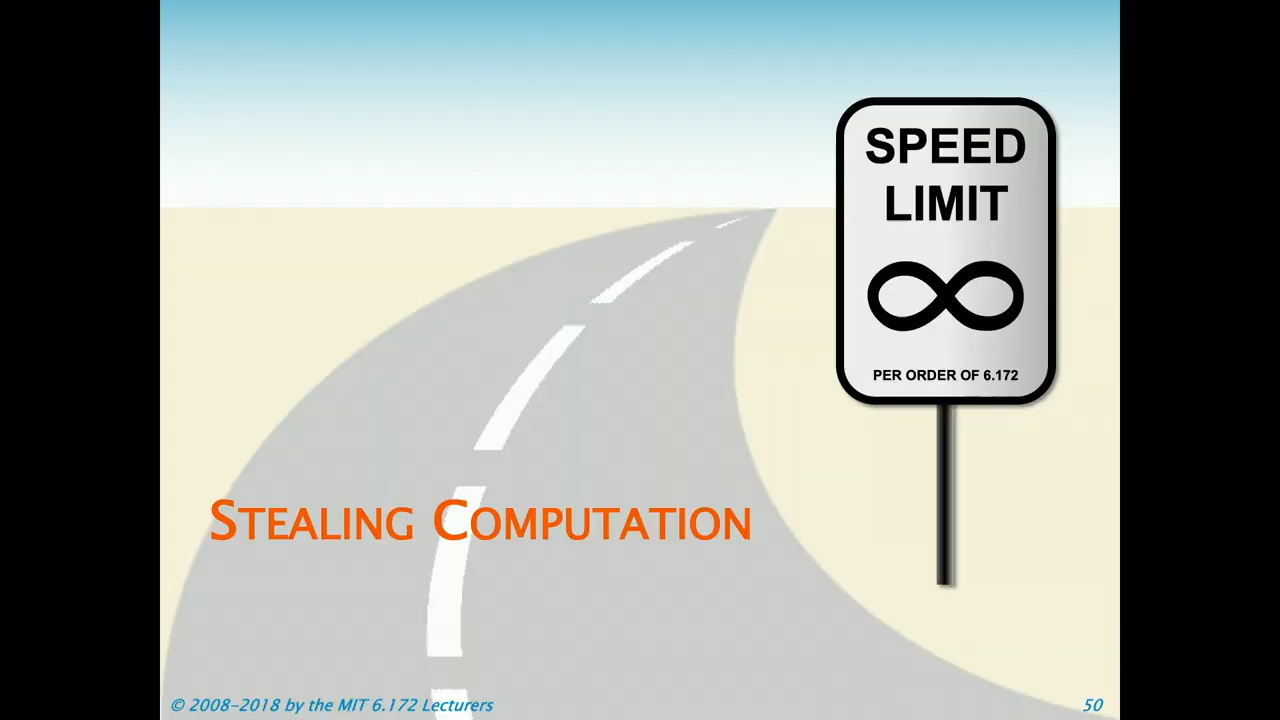 SPEED
LIMIT
∞
PER ORDER OF 6.172
STEALING COMPUTATION
© 2008-2018 by the MIT 6.172 Lecturers
50